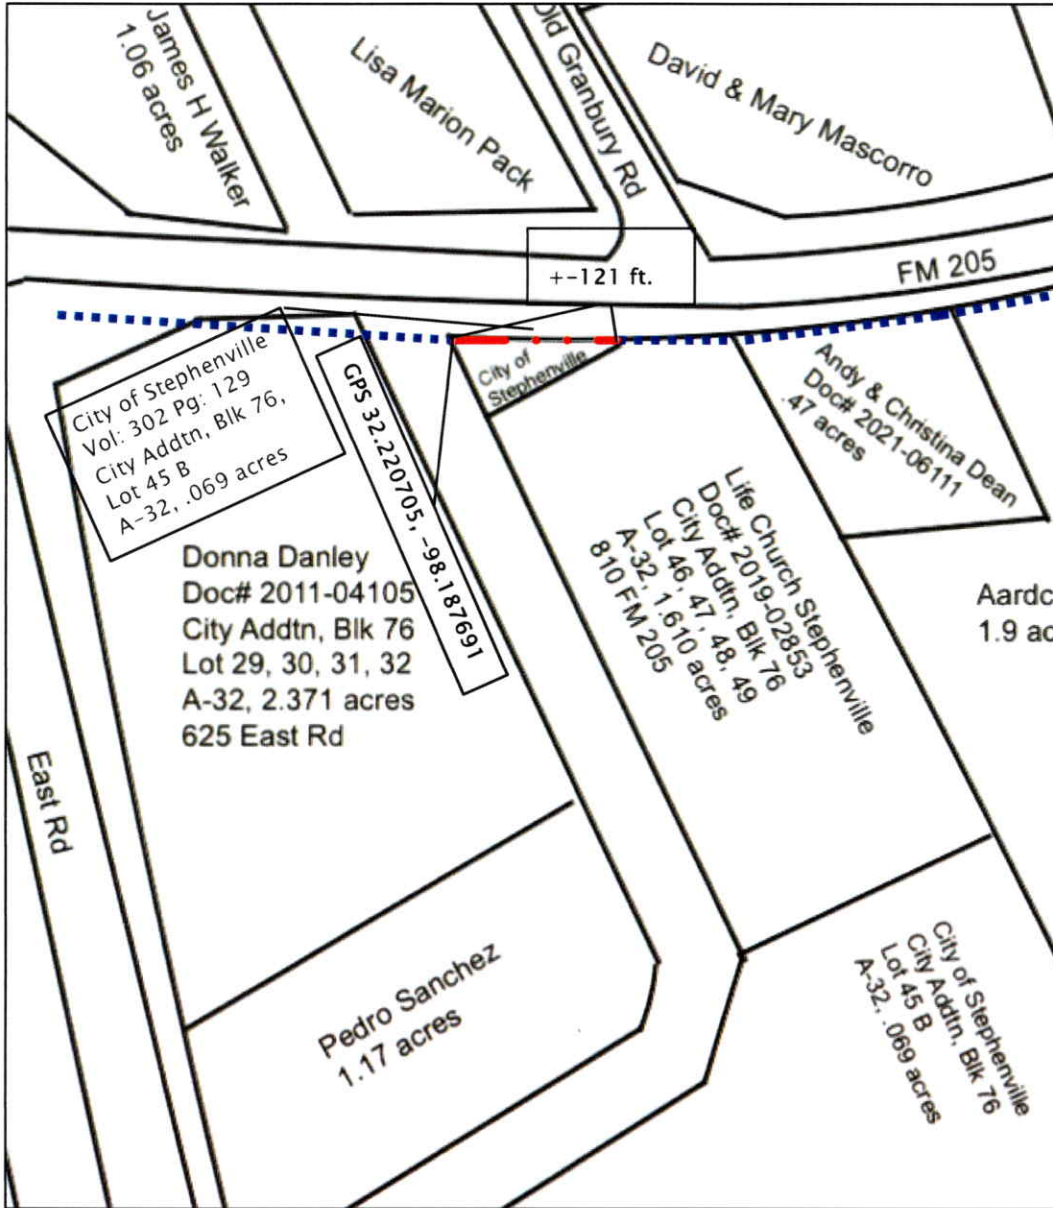 James H Walker
1.06 acres
Lisa Marion Pack
Old Granbury Rd
David & Mary Mascorro
FM 205
+-121 ft.
City of Stephenville
Vol: 302 Pg: 129
City Addtn, Blk 76,
Lot 45 B
A-32, .069 acres
GPS 32.220705, -98.187691
City of
Stephenville
Andy & Christina Dean
Doc# 2021-06111
.47 acres
Donna Danley
Doc# 2011-04105
City Addtn, Blk 76
Lot 29, 30, 31, 32
A-32, 2.371 acres
625 East Rd
Life Church Stephenville
Doc# 2019-02853
City Addtn, Blk 76
Lot 46, 47, 48, 49
A-32, 1.610 acres
810 FM 205
Aardc
1.9 ac
East Rd
Pedro Sanchez
1.17 acres
City of Stephenville
City Addtn, Blk 76
Lot 45 B
A-32, .069 acres